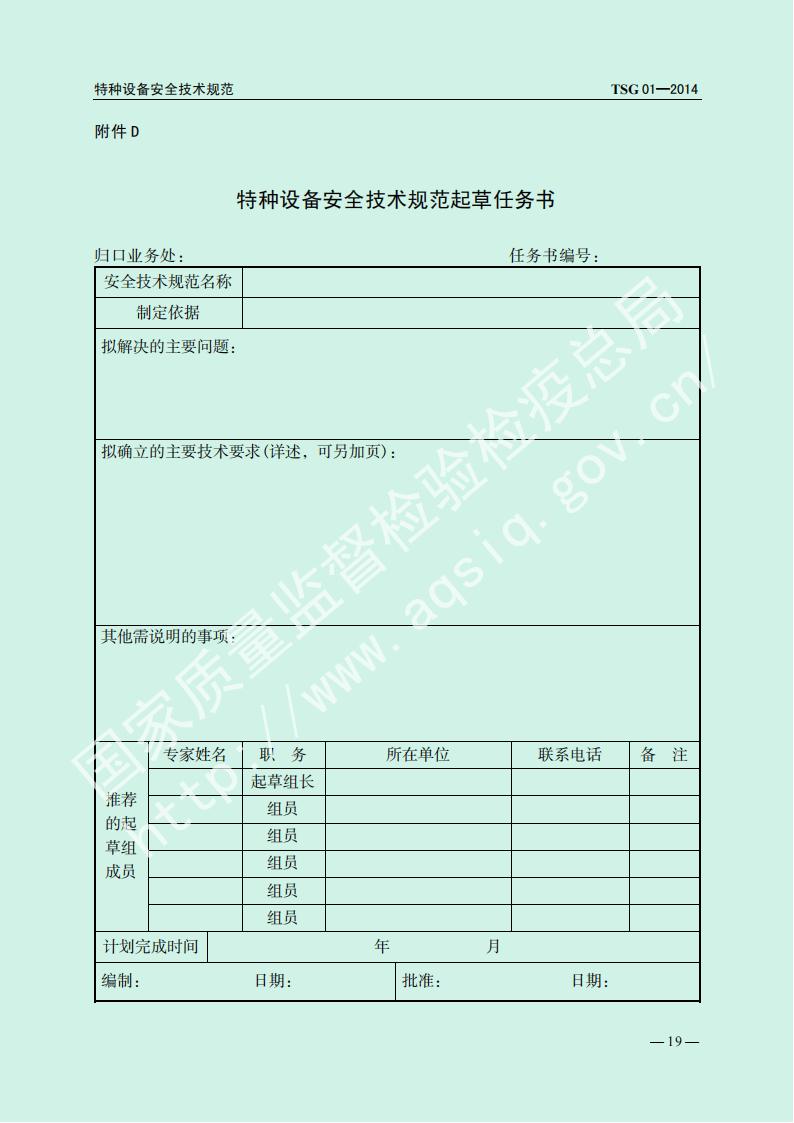 特种设备安全技术规范 TSG 01—2014
附件 D
特种设备安全技术规范起草任务书
归口业务处： 任务书编号：
安全技术规范名称
制定依据
拟解决的主要问题：
拟确立的主要技术要求(详述，可另加页)：
其他需说明的事项：
推荐
的起
草组
成员
专家姓名 职 务 所在单位 联系电话 备 注
起草组长
组员
组员
组员
组员
组员
计划完成时间 年 月
编制： 日期： 批准： 日期：
— 19 —
国家质量监督检验检疫总局
http://www.aqsiq.gov.cn/